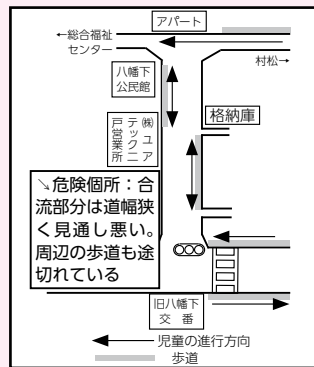 アパート
←総合福祉
センター
村松→
八幡下
公民館
格納庫
㈱ユア
テックニ
戸営業所
↘危険個所：合
流部分は道幅狭
く見通し悪い。
周辺の歩道も途
切れている
旧八幡下
交番
児童の進行方向
歩道